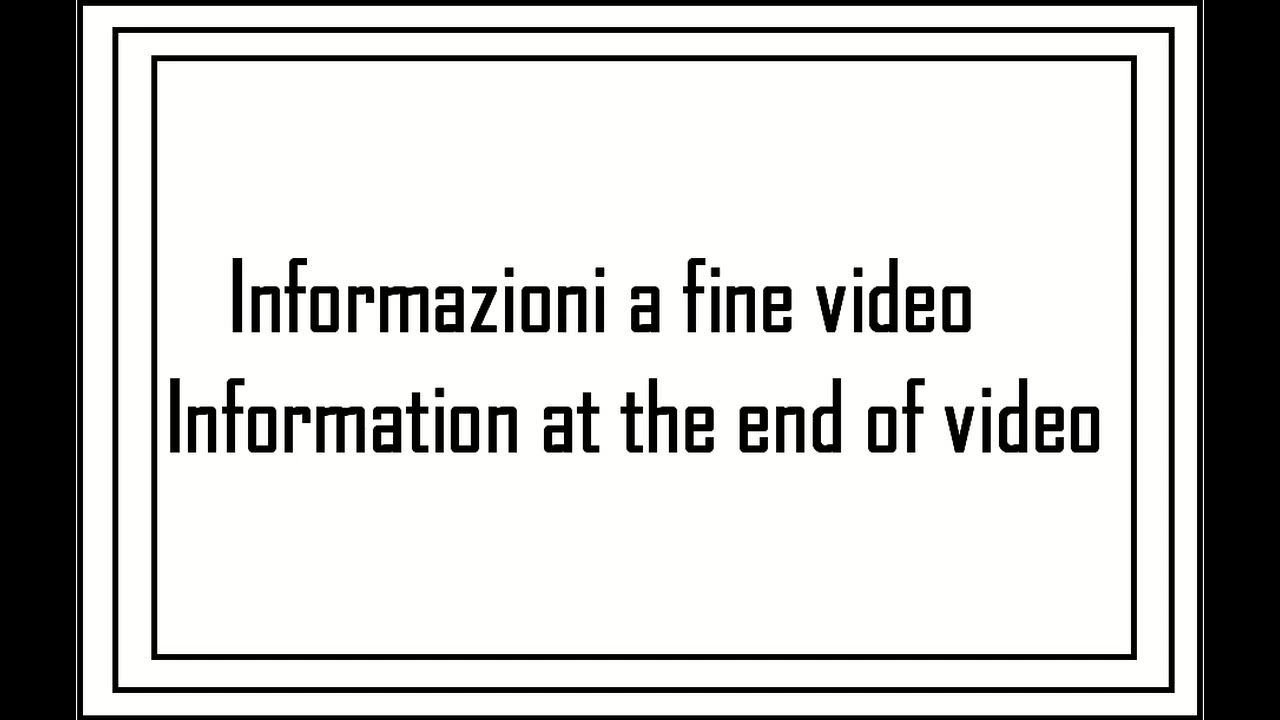 Informazioni a fine video
Information at the end of video